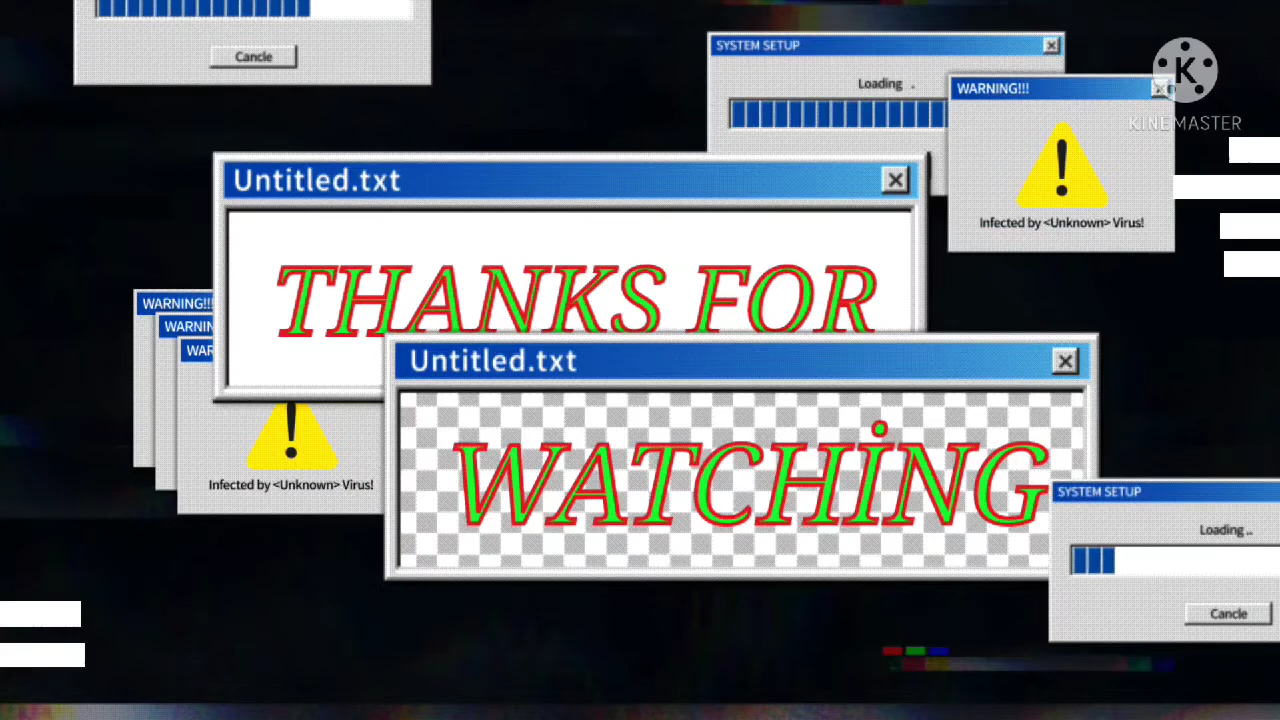 Cancle
SYSTEM SETUP
Loading .
WARNING!!!
KINEMASTER
Infected by <Unknown> Virus!
Untitled.txt
THANKS FOR
WARNING!!!
WARNIN
WAR
Infected by <Unknown> Virus!
Untitled.txt
WATCHİNG
SYSTEM SETUP
Loading ..
Cancle